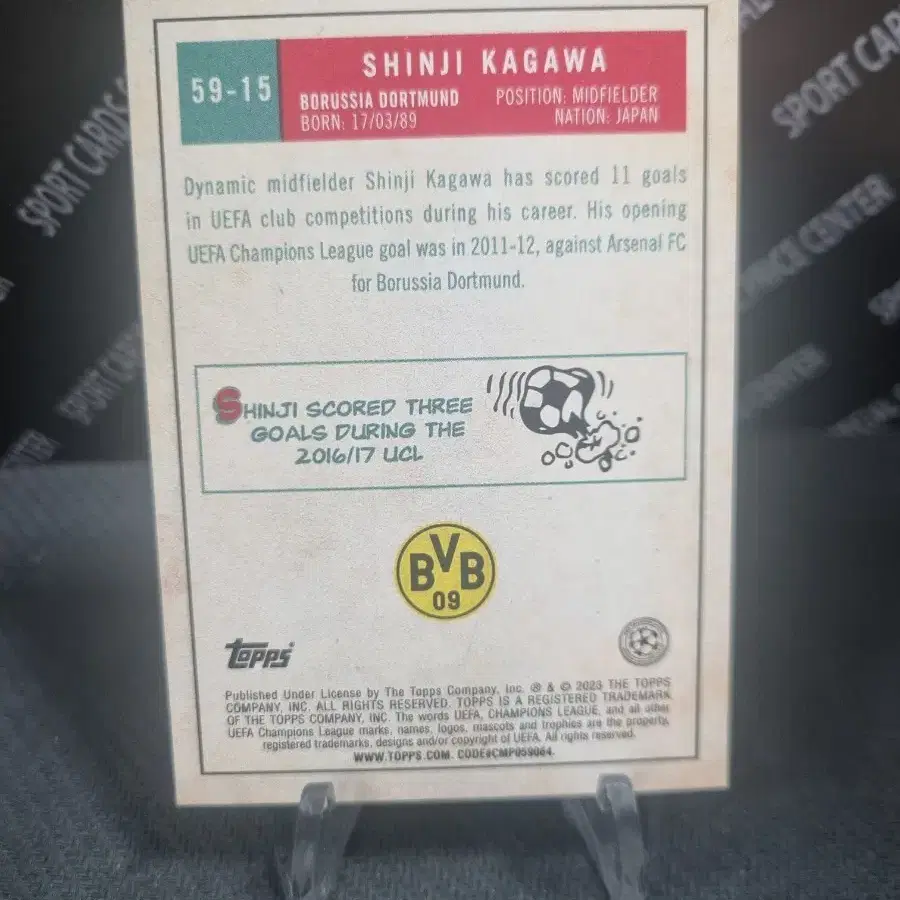 59-15
SHINJI KAGAWA
BORUSSIA DORTMUND
POSITION: MIDFIELDER
BORN: 17/03/89
NATION: JAPAN
Dynamic midfielder Shinji Kagawa has scored 11 goals
in UEFA club competitions during his career. His opening
UEFA Champions League goal was in 2011-12, against Arsenal FC
for Borussia Dortmund.
SHINJI SCORED THREE
GOALS DURING THE
2016/17 UCL
BVB
09
Topps
Published Under License by The Topps Company, Inc. ® & © 2023 THE TOPPS
COMPANY, INC. ALL RIGHTS RESERVED. TOPPS IS A REGISTERED TRADEMARK
OF THE TOPPS COMPANY, INC. The words UEFA, CHAMPIONS LEAGUE, and all other
UEFA Champions League marks, names, logos, mascots and trophies are the property,
registered trademarks, designs and/or copyright of UEFA. All rights reserved.
WWW.TOPPS.COM. CODE#CMP059064.
SPORT CARDS
SPORT CAR
PRICE CENTER
SPORT CARDS